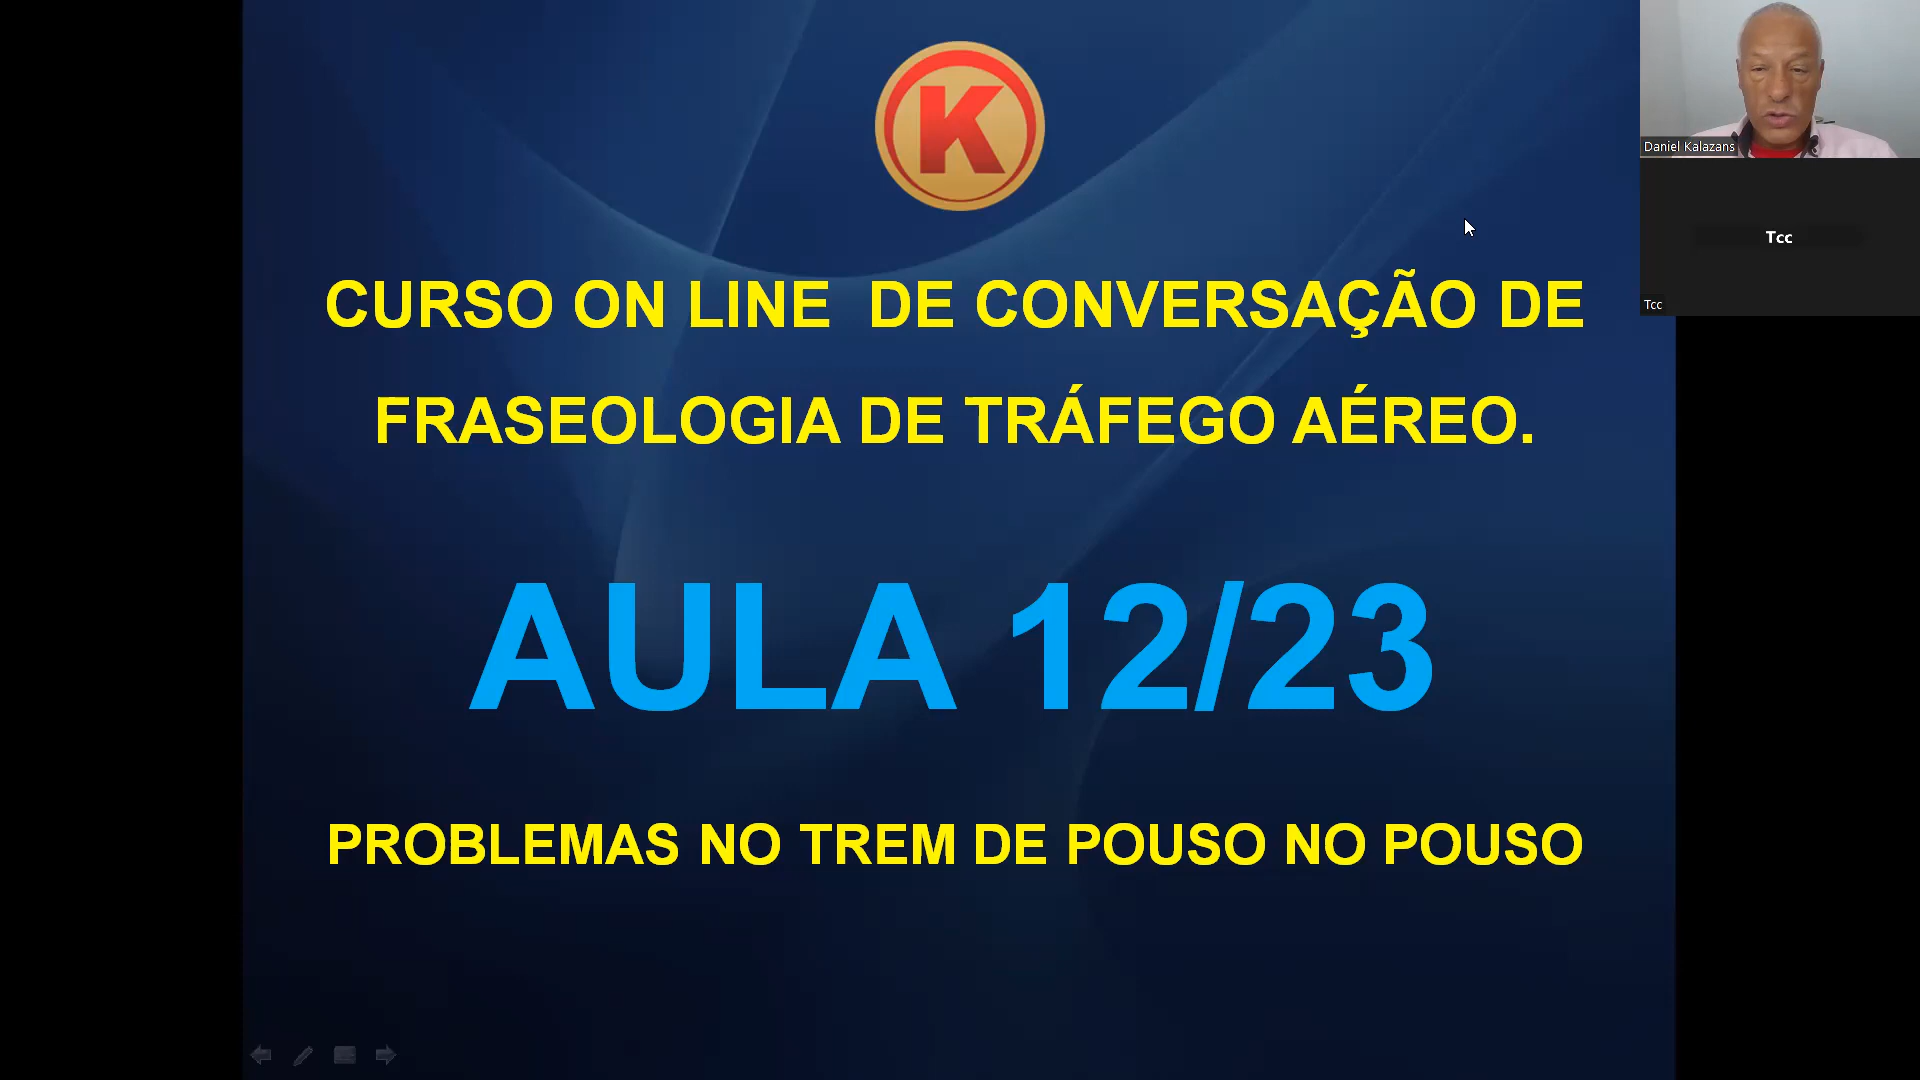 K
CURSO ON LINE  DE CONVERSAÇÃO DE
FRASEOLOGIA DE TRÁFEGO AÉREO.
AULA 12/23
PROBLEMAS NO TREM DE POUSO NO POUSO
Daniel Kalazans
Tcc
Tcc